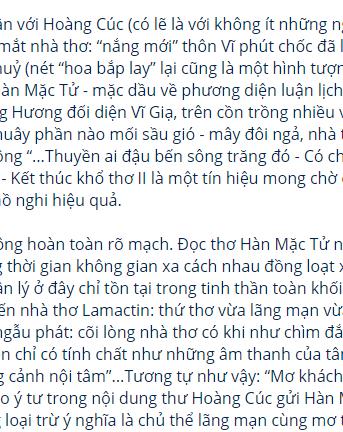 ần với Hoàng Cúc (có lẽ là với không ít những n
mắt nhà thơ: “nắng mới” thôn Vĩ phút chốc đã l
huỷ (nét “hoa bắp lay” lại cũng là một hình tượn
àn Mặc Tử - mặc dầu về phương diện luận lịch
g Hương đối diện Vĩ Giạ, trên cồn trồng nhiều
huây phần nào mối sầu gió - mây đôi ngả, nhà t
ông “...Thuyền ai đậu bến sông trăng đó - Có ch
- Kết thúc khổ thơ II là một tín hiệu mong chờ
ồ nghi hiệu quả.
ông hoàn toàn rõ mạch. Đọc thơ Hàn Mặc Tử n
g thời gian không gian xa cách nhau đồng loạt x
ận lý ở đây chỉ tồn tại trong tinh thần toàn khối
ến nhà thơ Lamactin: thứ thơ vừa lãng mạn vừ
ngẫu phát: cõi lòng nhà thơ có khi như chìm đắ
n chỉ có tính chất như những âm thanh của tâ
g cảnh nội tâm”...Tương tự như vậy: “Mơ khách
o ý tư trong nội dung thư Hoàng Cúc gửi Hàn M
g loại trừ ý nghĩa là chủ thể lãng mạn cùng mơ t